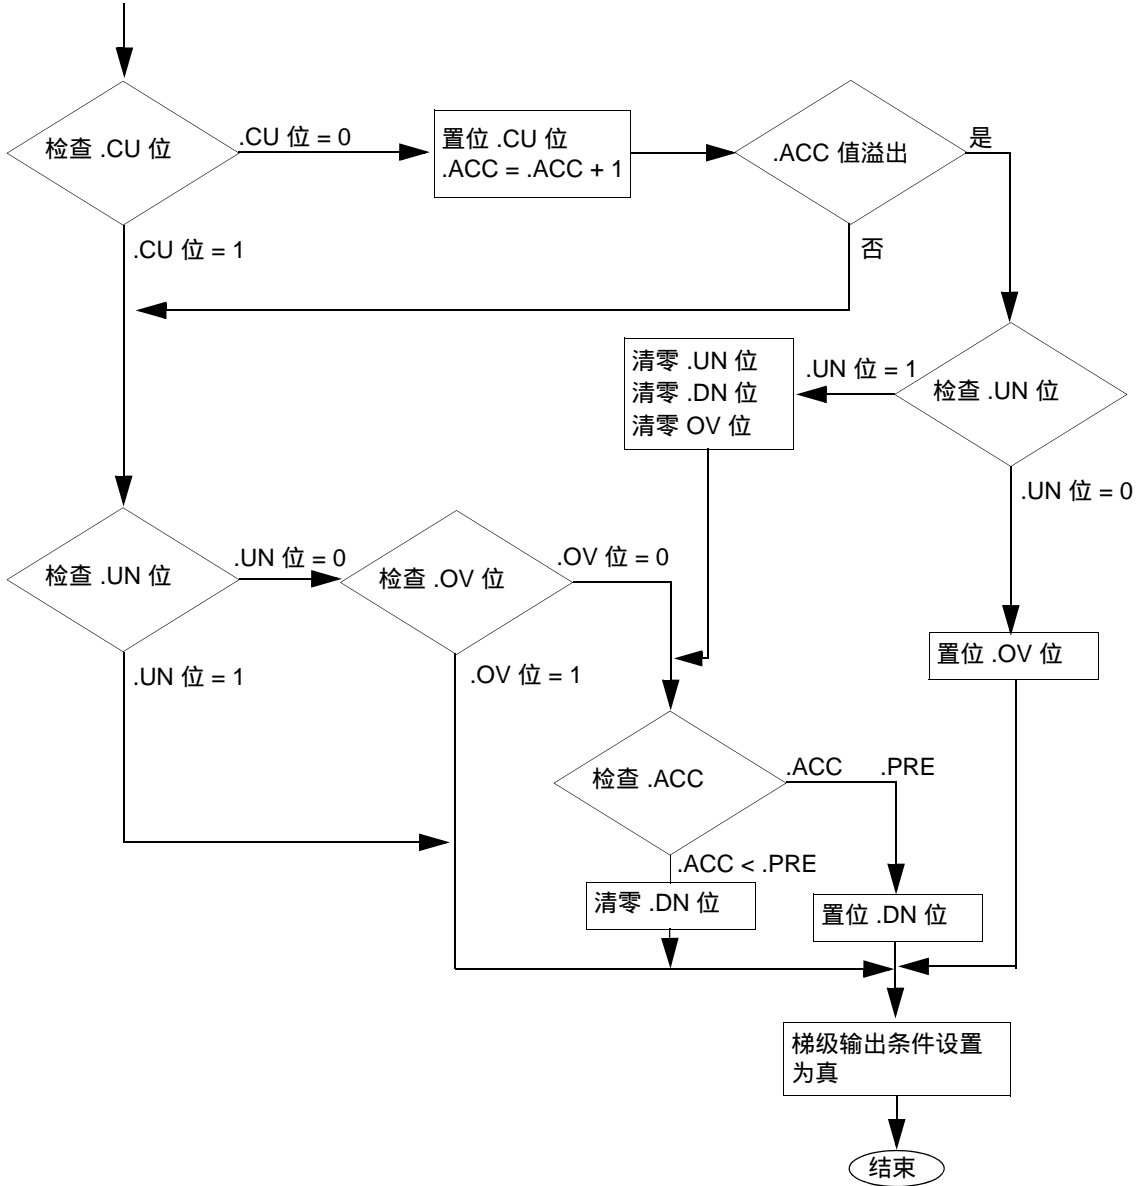 检查 .CU 位
.CU 位 = 0
置位 .CU 位
.ACC = .ACC + 1
.ACC 值溢出
是
.CU 位 = 1
否
清零 .UN 位
清零 .DN 位
清零 OV 位
.UN 位 = 1
检查 .UN 位
.UN 位 = 0
检查 .UN 位
.UN 位 = 0
检查 .OV 位
.OV 位 = 0
置位 .OV 位
.UN 位 = 1
.OV 位 = 1
检查 .ACC
.ACC .PRE
.ACC < .PRE
清零 .DN 位
置位 .DN 位
梯级输出条件设置
为真
结束